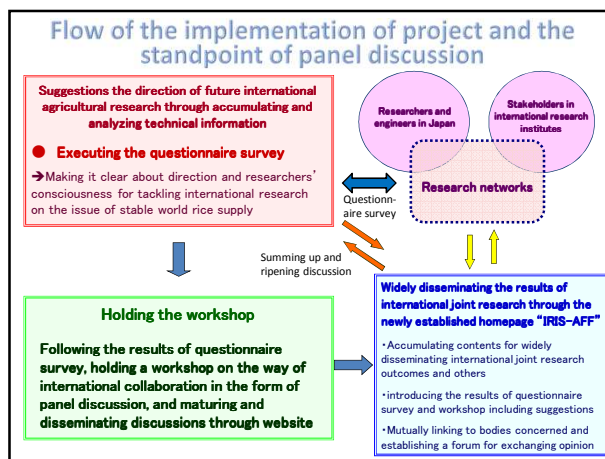 Flow of the implementation of project and the
standpoint of panel discussion
Suggestions the direction of future international
agricultural research through accumulating and
analyzing technical information
● Executing the questionnaire survey
➔Making it clear about direction and researchers'
consciousness for tackling international research
on the issue of stable world rice supply
Researchers and
engineers in Japan
Stakeholders in
international research
institutes
Research networks
Questionn-
aire survey
Summing up and
ripening discussion
Holding the workshop
Following the results of questionnaire
survey, holding a workshop on the way of
international collaboration in the form of
panel discussion, and maturing and
disseminating discussions through website
Widely disseminating the results of
international joint research through the
newly established homepage “IRIS-AFF”
・Accumulating contents for widely
disseminating international joint research
outcomes and others
・introducing the results of questionnaire
survey and workshop including suggestions
・Mutually linking to bodies concerned and
establishing a forum for exchanging opinion